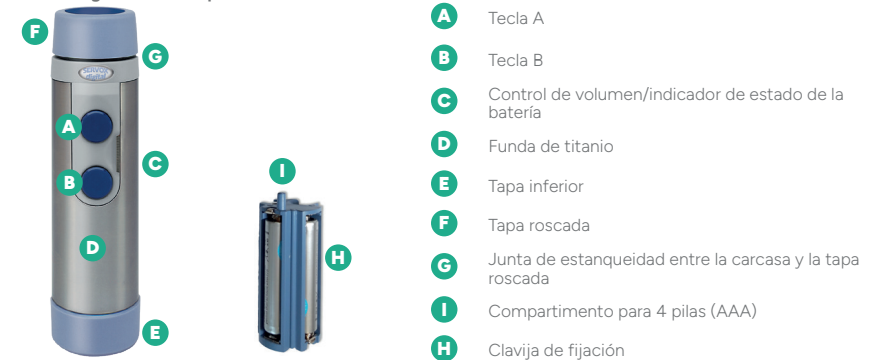 F
G
A
C
B
I
D
H
E
A Tecla A
B Tecla B
C Control de volumen/indicador de estado de la
batería
D Funda de titanio
E Tapa inferior
F Tapa roscada
G Junta de estanqueidad entre la carcasa y la tapa
roscada
I Compartimento para 4 pilas (AAA)
H Clavija de fijación